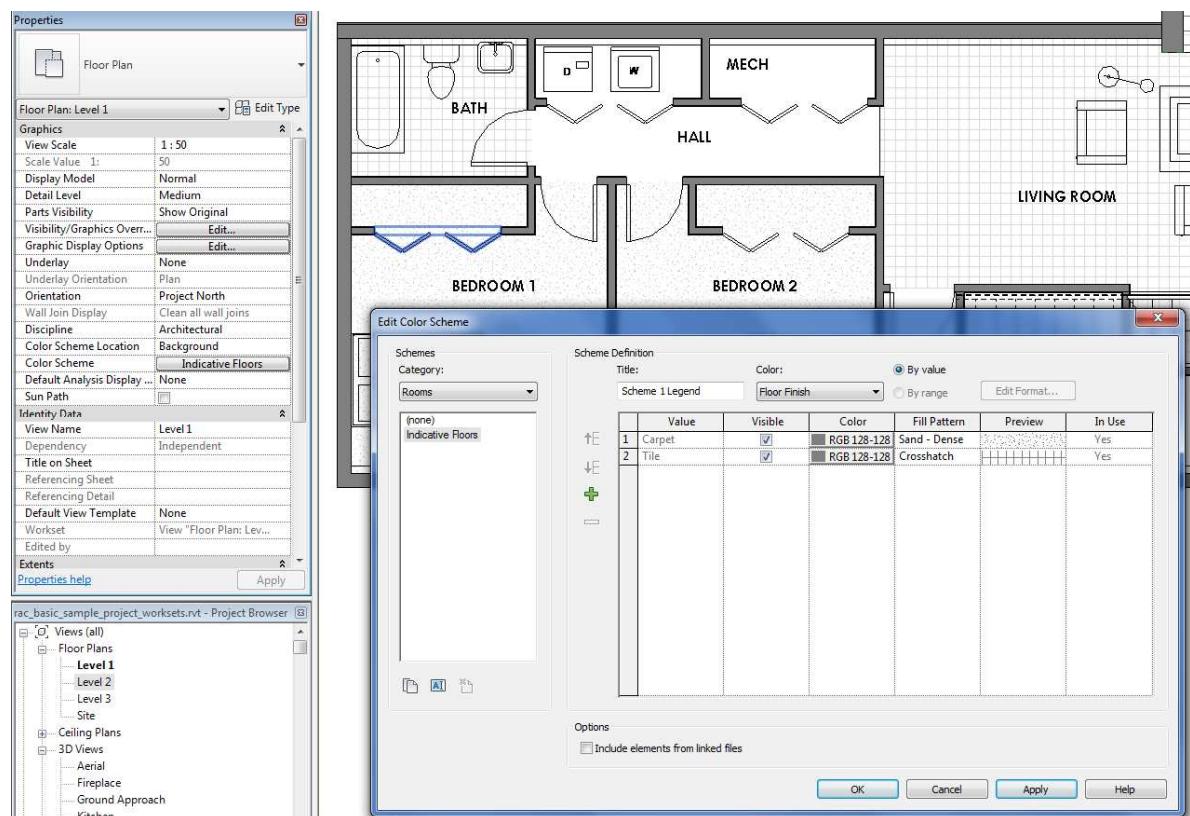 Properties
Floor Plan
Floor Plan: Level 1
Edit Type
Graphics
View Scale 1 : 50
Scale Value 1: 50
Display Model Normal
Detail Level Medium
Parts Visibility Show Original
Visibility/Graphics Overr... Edit...
Graphic Display Options Edit...
Underlay None
Underlay Orientation Plan
Orientation Project North
Wall Join Display Clean all wall joins
Discipline Architectural
Color Scheme Location Background
Color Scheme Indicative Floors
Default Analysis Display ... None
Sun Path
Identity Data
View Name Level 1
Dependency Independent
Title on Sheet
Referencing Sheet
Referencing Detail
Default View Template None
Workset View "Floor Plan: Lev...
Edited by
Extents
Properties help Apply
rac_basic_sample_project_worksets.rvt - Project Browser
Views (all)
Floor Plans
Level 1
Level 2
Level 3
Site
Ceiling Plans
3D Views
Aerial
Fireplace
Ground Approach
Kitchen
D
W
MECH
BATH
HALL
LIVING ROOM
BEDROOM 1
BEDROOM 2
Edit Color Scheme
Schemes
Category:
Rooms
(none)
Indicative Floors
Scheme Definition
Title: Color: By value
Scheme 1 Legend Floor Finish By range Edit Format...
Value Visible Color Fill Pattern Preview In Use
1 Carpet RGB 128-128 Sand - Dense Yes
2 Tile RGB 128-128 Crosshatch Yes
Options
Include elements from linked files
OK Cancel Apply Help